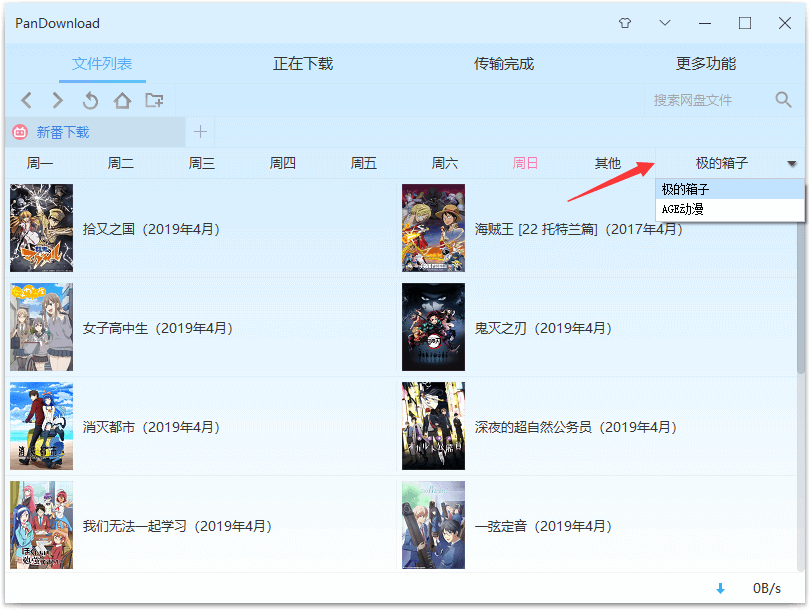 PanDownload
文件列表 正在下载 传输完成 更多功能
搜索网盘文件
新番下载
周一 周二 周三 周四 周五 周六 周日 其他 极的箱子
极的箱子
AGE动漫
拾又之国（2019年4月）
海贼王 [22 托特兰篇]（2017年4月）
女子高中生（2019年4月）
鬼灭之刃（2019年4月）
消灭都市（2019年4月）
深夜的超自然公务员（2019年4月）
我们无法一起学习（2019年4月）
一弦定音（2019年4月）
0B/s